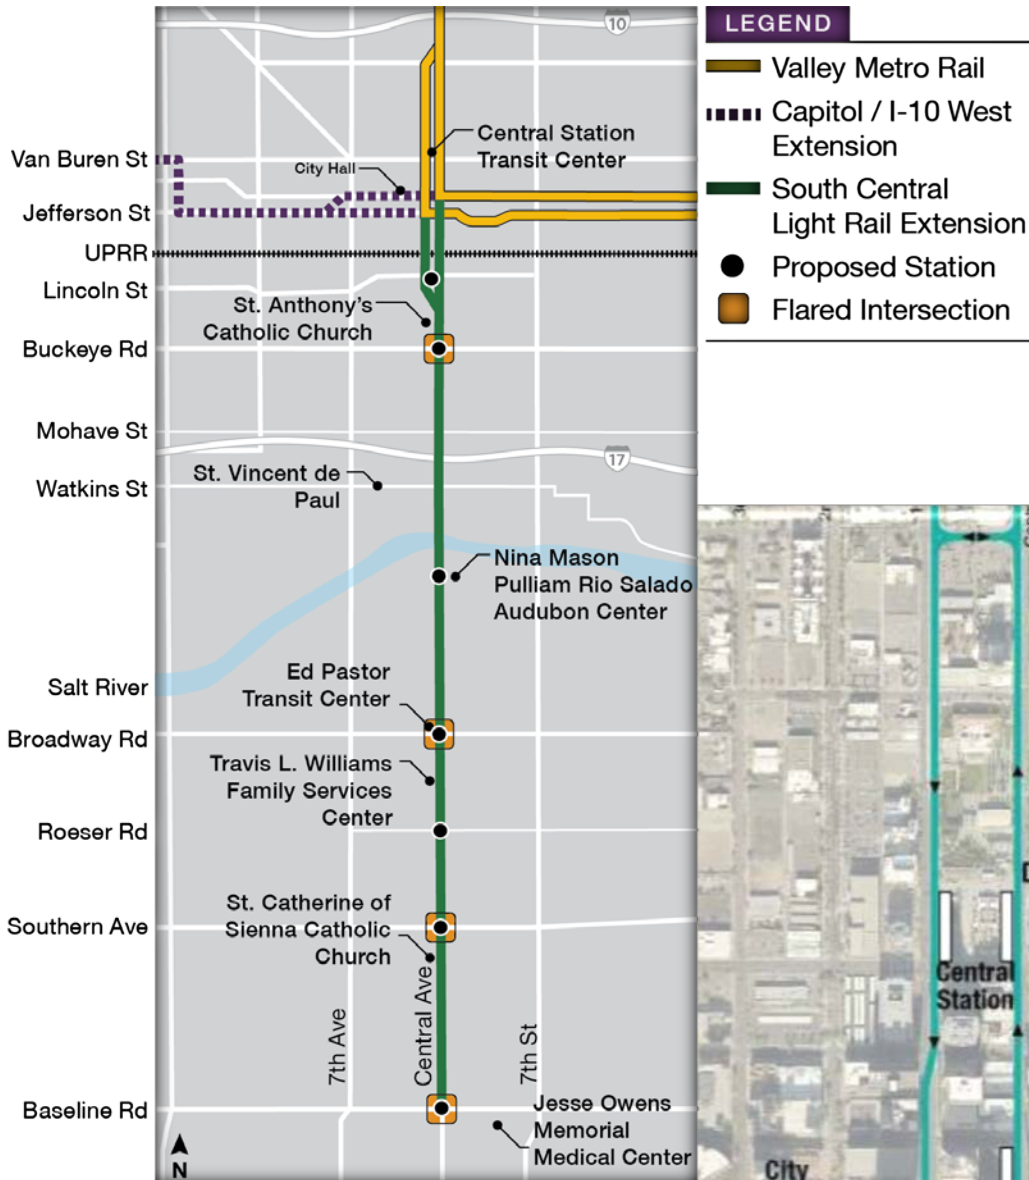 LEGEND
Valley Metro Rail
Capitol / I-10 West
Extension
South Central
Light Rail Extension
Proposed Station
Flared Intersection
10
Van Buren St
Central Station
Transit Center
City Hall
Jefferson St
UPRR
Lincoln St
St. Anthony's
Catholic Church
Buckeye Rd
Mohave St
17
Watkins St
St. Vincent de
Paul
Nina Mason
Pulliam Rio Salado
Audubon Center
Salt River
Ed Pastor
Transit Center
Broadway Rd
Travis L. Williams
Family Services
Center
Roeser Rd
St. Catherine of
Sienna Catholic
Church
Southern Ave
7th Ave
Central Ave
7th St
Baseline Rd
Jesse Owens
Memorial
Medical Center
N
Central
Station
City